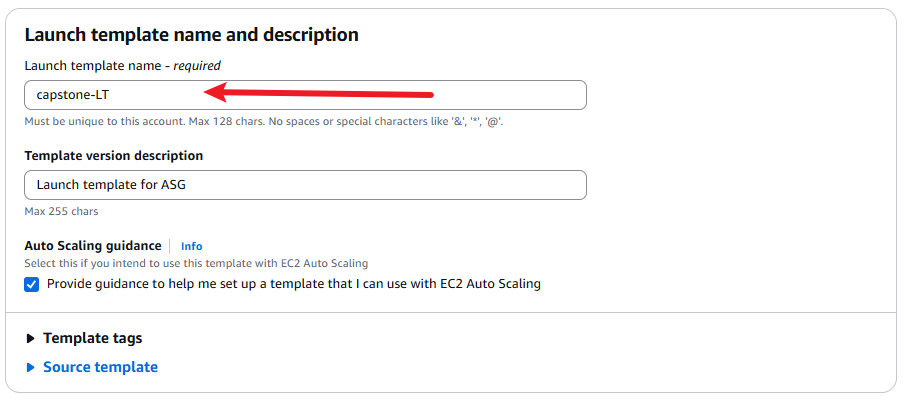 Launch template name and description
Launch template name - required
capstone-LT
Must be unique to this account. Max 128 chars. No spaces or special characters like '&', '*', '@'.
Template version description
Launch template for ASG
Max 255 chars
Auto Scaling guidance Info
Select this if you intend to use this template with EC2 Auto Scaling
Provide guidance to help me set up a template that I can use with EC2 Auto Scaling
Template tags
Source template